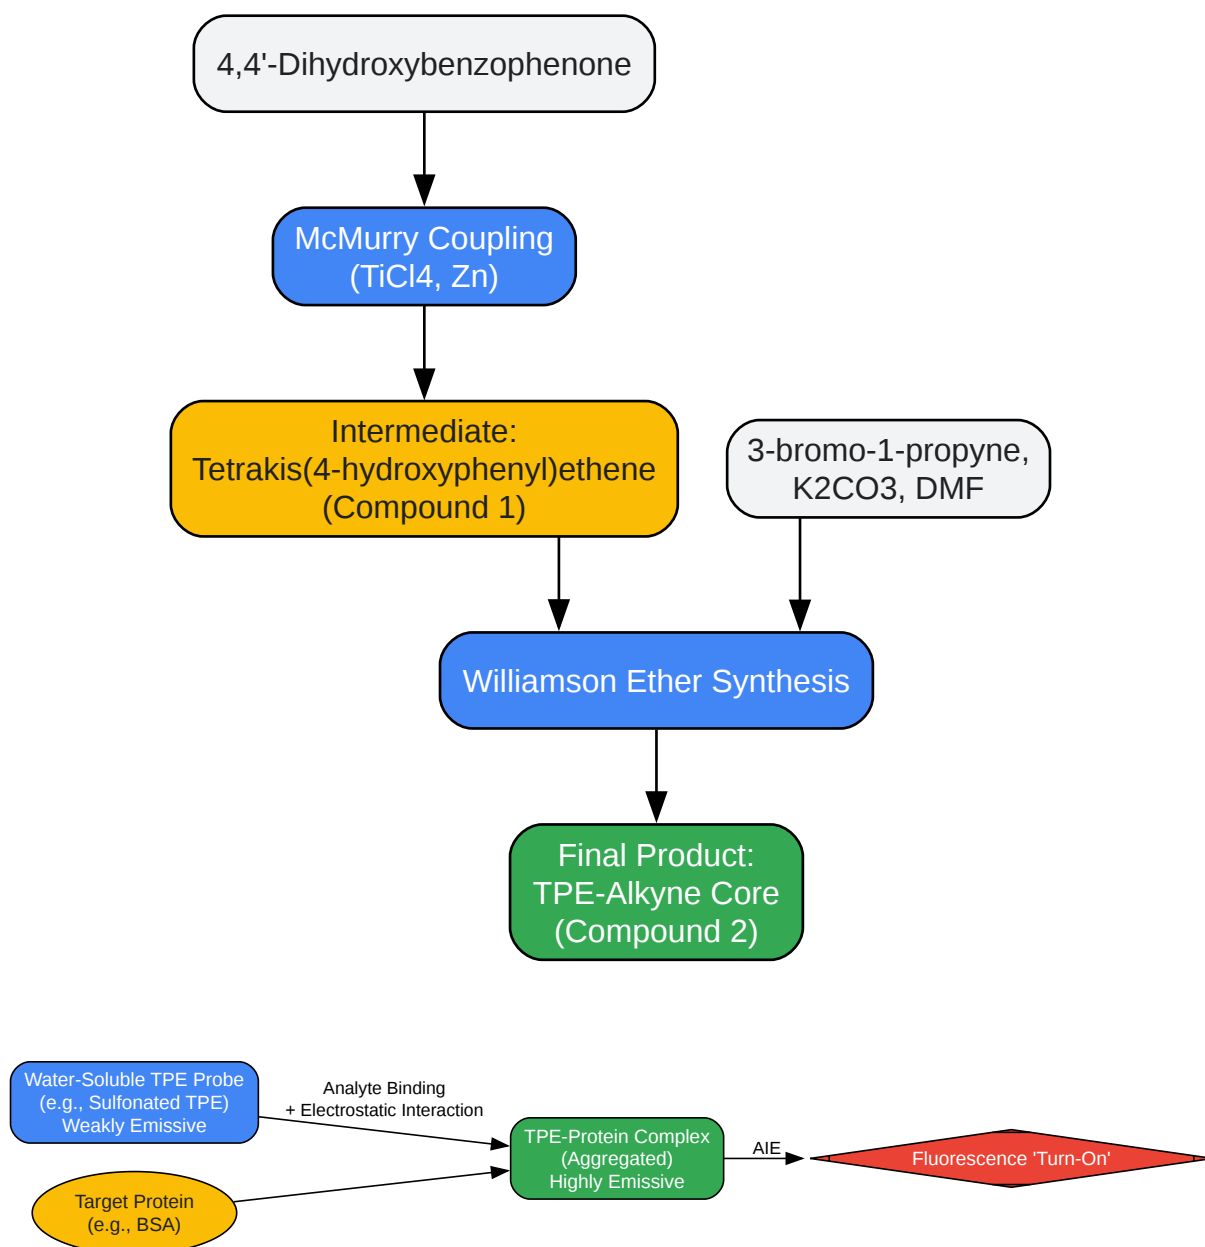 4,4'-Dihydroxybenzophenone
McMurry Coupling
(TiCl4, Zn)
Intermediate:
Tetrakis(4-hydroxyphenyl)ethene
(Compound 1)
3-bromo-1-propyne,
K2CO3, DMF
Williamson Ether Synthesis
Final Product:
TPE-Alkyne Core
(Compound 2)
Water-Soluble TPE Probe
(e.g., Sulfonated TPE)
Weakly Emissive
Analyte Binding
+ Electrostatic Interaction
Target Protein
(e.g., BSA)
TPE-Protein Complex
(Aggregated)
Highly Emissive
AIE
Fluorescence 'Turn-On'